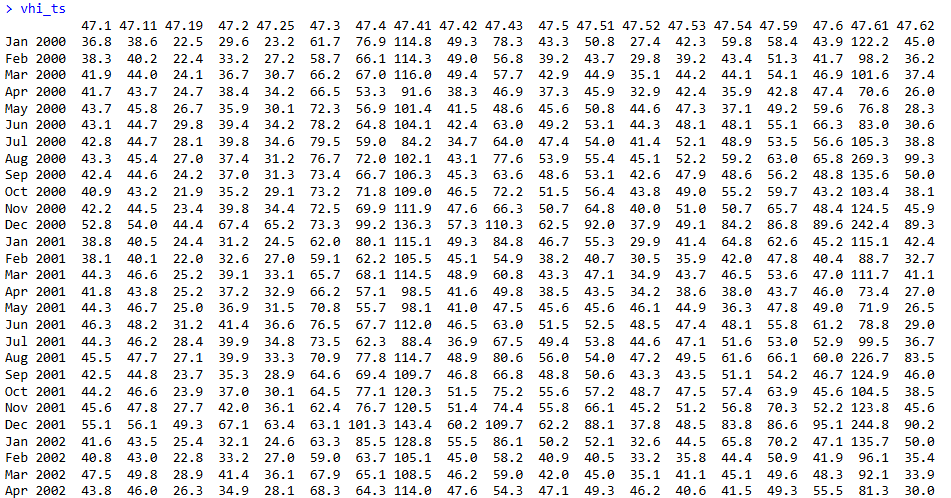 > vhi_ts
47.1 47.11 47.19 47.2 47.25 47.3 47.4 47.41 47.42 47.43 47.5 47.51 47.52 47.53 47.54 47.59 47.6 47.61 47.62
Jan 2000 36.8 38.6 22.5 29.6 23.2 61.7 76.9 114.8 49.3 78.3 43.3 50.8 27.4 42.3 59.8 58.4 43.9 122.2 45.0
Feb 2000 38.3 40.2 22.4 33.2 27.2 58.7 66.1 114.3 49.0 56.8 39.2 43.7 29.8 39.2 43.4 51.3 41.7 98.2 36.2
Mar 2000 41.9 44.0 24.1 36.7 30.7 66.2 67.0 116.0 49.4 57.7 42.9 44.9 35.1 44.2 44.1 54.1 46.9 101.6 37.4
Apr 2000 41.7 43.7 24.7 38.4 34.2 66.5 53.3 91.6 38.3 46.9 37.3 45.9 32.9 42.4 35.9 42.8 47.4 70.6 26.0
May 2000 43.7 45.8 26.7 35.9 30.1 72.3 56.9 101.4 41.5 48.6 45.6 50.8 44.6 47.3 37.1 49.2 59.6 76.8 28.3
Jun 2000 43.1 44.7 29.8 39.4 34.2 78.2 64.8 104.1 42.4 63.0 49.2 53.1 44.3 48.1 48.1 55.1 66.3 83.0 30.6
Jul 2000 42.8 44.7 28.1 39.8 34.6 79.5 59.0 84.2 34.7 64.0 47.4 54.0 41.4 52.1 48.9 53.5 56.6 105.3 38.8
Aug 2000 43.3 45.4 27.0 37.4 31.2 76.7 72.0 102.1 43.1 77.6 53.9 55.4 45.1 52.2 59.2 63.0 65.8 269.3 99.3
Sep 2000 42.4 44.6 24.2 37.0 31.3 73.4 66.7 106.3 45.3 63.6 48.6 53.1 42.6 47.9 48.6 56.2 48.8 135.6 50.0
Oct 2000 40.9 43.2 21.9 35.2 29.1 73.2 71.8 109.0 46.5 72.2 51.5 56.4 43.8 49.0 55.2 59.7 43.2 103.4 38.1
Nov 2000 42.2 44.5 23.4 39.8 34.4 72.5 69.9 111.9 47.6 66.3 50.7 64.8 40.0 51.0 50.7 65.7 48.4 124.5 45.9
Dec 2000 52.8 54.0 44.4 67.4 65.2 73.3 99.2 136.3 57.3 110.3 62.5 92.0 37.9 49.1 84.2 86.8 89.6 242.4 89.3
Jan 2001 38.8 40.5 24.4 31.2 24.5 62.0 80.1 115.1 49.3 84.8 46.7 55.3 29.9 41.4 64.8 62.6 45.2 115.1 42.4
Feb 2001 38.1 40.1 22.0 32.6 27.0 59.1 62.2 105.5 45.1 54.9 38.2 40.7 30.5 35.9 42.0 47.8 40.4 88.7 32.7
Mar 2001 44.3 46.6 25.2 39.1 33.1 65.7 68.1 114.5 48.9 60.8 43.3 47.1 34.9 43.7 46.5 53.6 47.0 111.7 41.1
Apr 2001 41.8 43.8 25.2 37.2 32.9 66.2 57.1 98.5 41.6 49.8 38.5 43.5 34.2 38.6 38.0 43.7 46.0 73.4 27.0
May 2001 44.3 46.7 25.0 36.9 31.5 70.8 55.7 98.1 41.0 47.5 45.6 45.6 46.1 44.9 36.3 47.8 49.0 71.9 26.5
Jun 2001 46.3 48.2 31.2 41.4 36.6 76.5 67.7 112.0 46.5 63.0 51.5 52.5 48.5 47.4 48.1 55.8 61.2 78.8 29.0
Jul 2001 44.3 46.2 28.4 39.9 34.8 73.5 62.3 88.4 36.9 67.5 49.4 53.8 44.6 47.1 51.6 53.0 52.9 99.5 36.7
Aug 2001 45.5 47.7 27.1 39.9 33.3 70.9 77.8 114.7 48.9 80.6 56.0 54.0 47.2 49.5 61.6 66.1 60.0 226.7 83.5
Sep 2001 42.5 44.8 23.7 35.3 28.9 64.6 69.4 109.7 46.8 66.8 48.8 50.6 43.3 43.5 51.1 54.2 46.7 124.9 46.0
Oct 2001 44.2 46.6 23.9 37.0 30.1 64.5 77.1 120.3 51.5 75.2 55.6 57.2 48.7 47.5 57.4 63.9 45.6 104.5 38.5
Nov 2001 45.6 47.8 27.7 42.0 36.1 62.4 76.7 120.5 51.4 74.4 55.8 66.1 45.2 51.2 56.8 70.3 52.2 123.8 45.6
Dec 2001 55.1 56.1 49.3 67.1 63.4 63.1 101.3 143.4 60.2 109.7 62.2 88.1 37.8 48.5 83.8 86.6 95.1 244.8 90.2
Jan 2002 41.6 43.5 25.4 32.1 24.6 63.3 85.5 128.8 55.5 86.1 50.2 52.1 32.6 44.5 65.8 70.2 47.1 135.7 50.0
Feb 2002 40.8 43.0 22.8 33.2 27.0 59.0 63.7 105.1 45.0 58.2 40.9 40.5 33.2 35.8 44.4 50.9 41.9 96.1 35.4
Mar 2002 47.5 49.8 28.9 41.4 36.1 67.9 65.1 108.5 46.2 59.0 42.0 45.0 35.1 41.1 45.1 49.6 48.3 92.1 33.9
Apr 2002 43.8 46.0 26.3 34.9 28.1 68.3 64.3 114.0 47.6 54.3 47.1 49.3 46.2 40.6 41.5 49.3 55.5 81.3 30.0